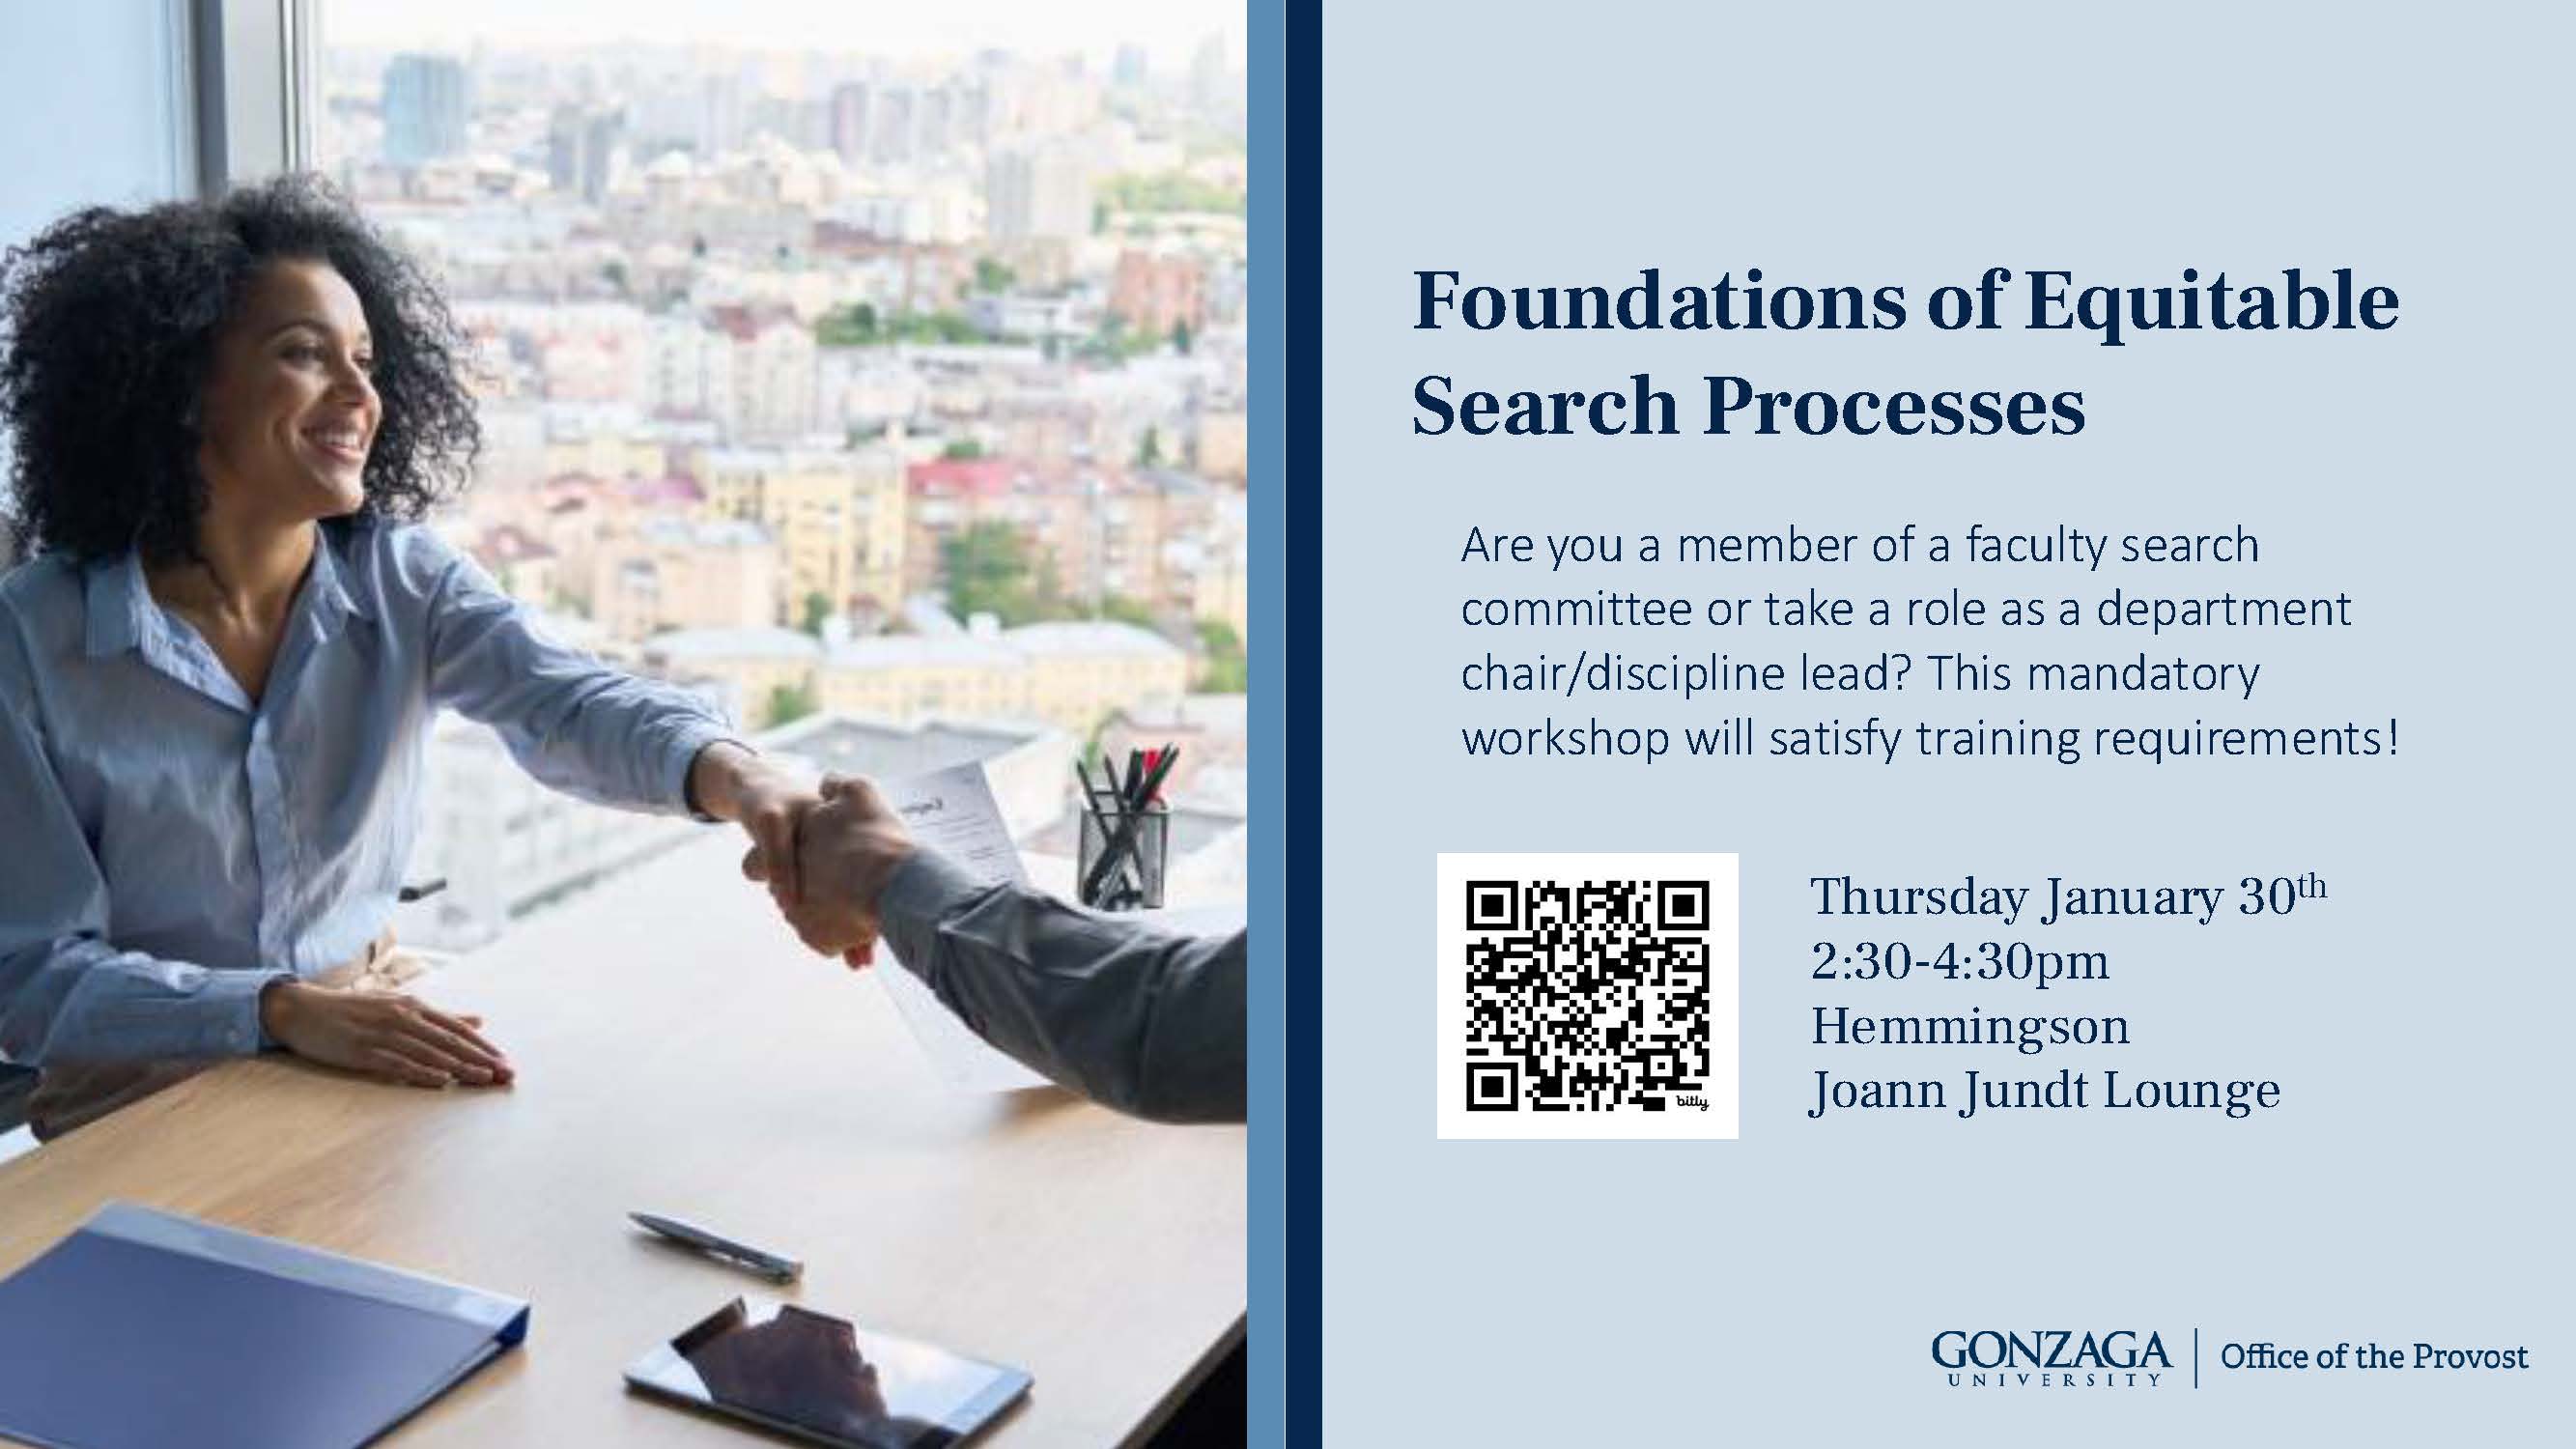 Foundations of Equitable
Search Processes
Are you a member of a faculty search
committee or take a role as a department
chair/discipline lead? This mandatory
workshop will satisfy training requirements!
bitly
Thursday January 30th
2:30-4:30pm
Hemmingson
Joann Jundt Lounge
GONZAGA
UNIVERSITY
Office of the Provost